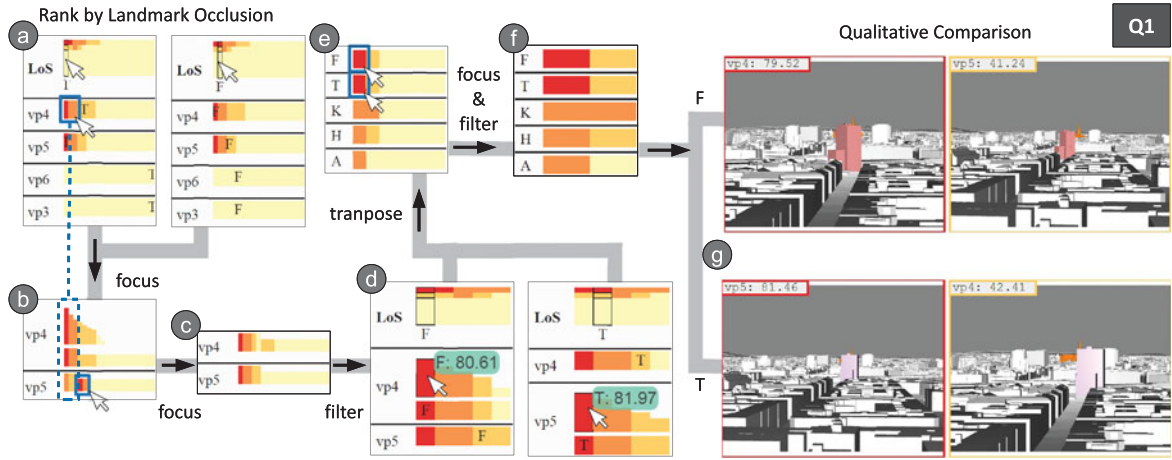 Rank by Landmark Occlusion
Qualitative Comparison
Q1
a
LoS
T
vp4 T
vp5
vp6 T
vp3 T
LoS
F
vp4 F
vp5 F
vp6 F
vp3 F
focus
b
vp4
vp5
focus
c
vp4
vp5
filter
d
LoS
F
F: 80.61
vp4
F
vp5 F
LoS
T
vp4 T
T: 81.97
vp5
T
tranpose
e
F
T
K
H
A
focus
&
filter
f
F
T
K
H
A
F
vp4: 79.52
vp5: 41.24
g
T
vp5: 81.46
vp4: 42.41